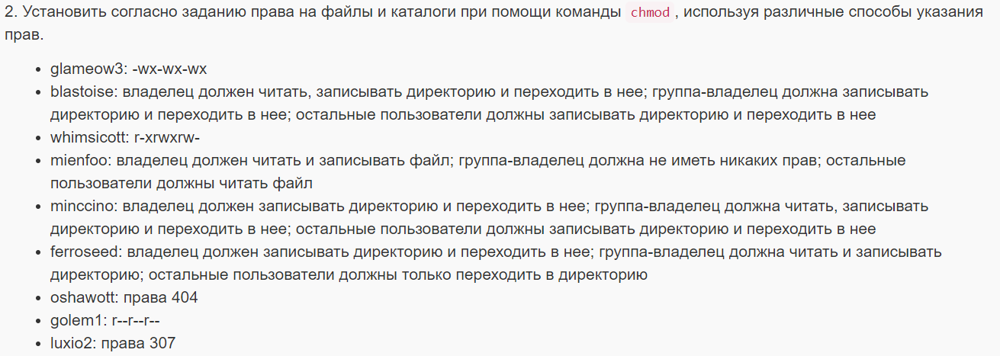 2. Установить согласно заданию права на файлы и каталоги при помощи команды chmod, используя различные способы указания
прав.
• glameow3: -wx-wx-wx
• blastoise: владелец должен читать, записывать директорию и переходить в нее; группа-владелец должна записывать
директорию и переходить в нее; остальные пользователи должны записывать директорию и переходить в нее
• whimsicott: r-xrwxrw-
• mienfoo: владелец должен читать и записывать файл; группа-владелец должна не иметь никаких прав; остальные
пользователи должны читать файл
• minccino: владелец должен записывать директорию и переходить в нее; группа-владелец должна читать, записывать
директорию и переходить в нее; остальные пользователи должны записывать директорию и переходить в нее
• ferroseed: владелец должен записывать директорию и переходить в нее; группа-владелец должна читать и записывать
директорию; остальные пользователи должны только переходить в директорию
• oshawott: права 404
• golem1: r--r--r--
• luxio2: права 307